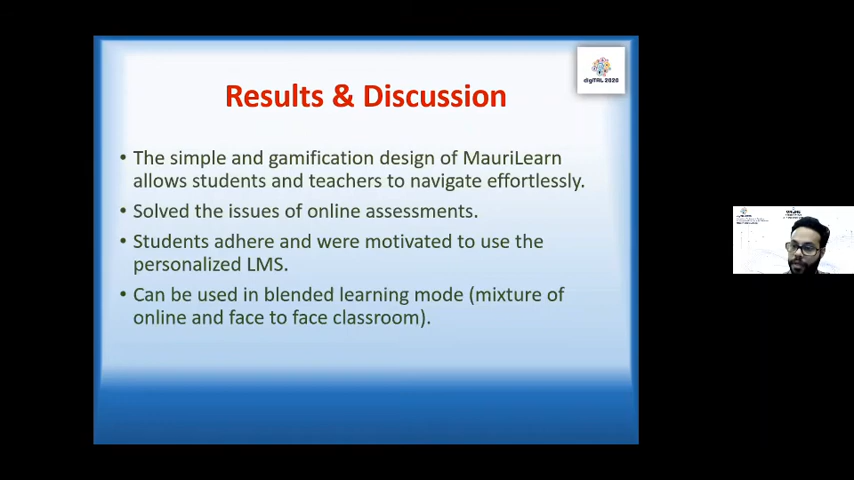 digiTAL 2020
Results & Discussion
• The simple and gamification design of MauriLearn
allows students and teachers to navigate effortlessly.
• Solved the issues of online assessments.
• Students adhere and were motivated to use the
personalized LMS.
• Can be used in blended learning mode (mixture of
online and face to face classroom).